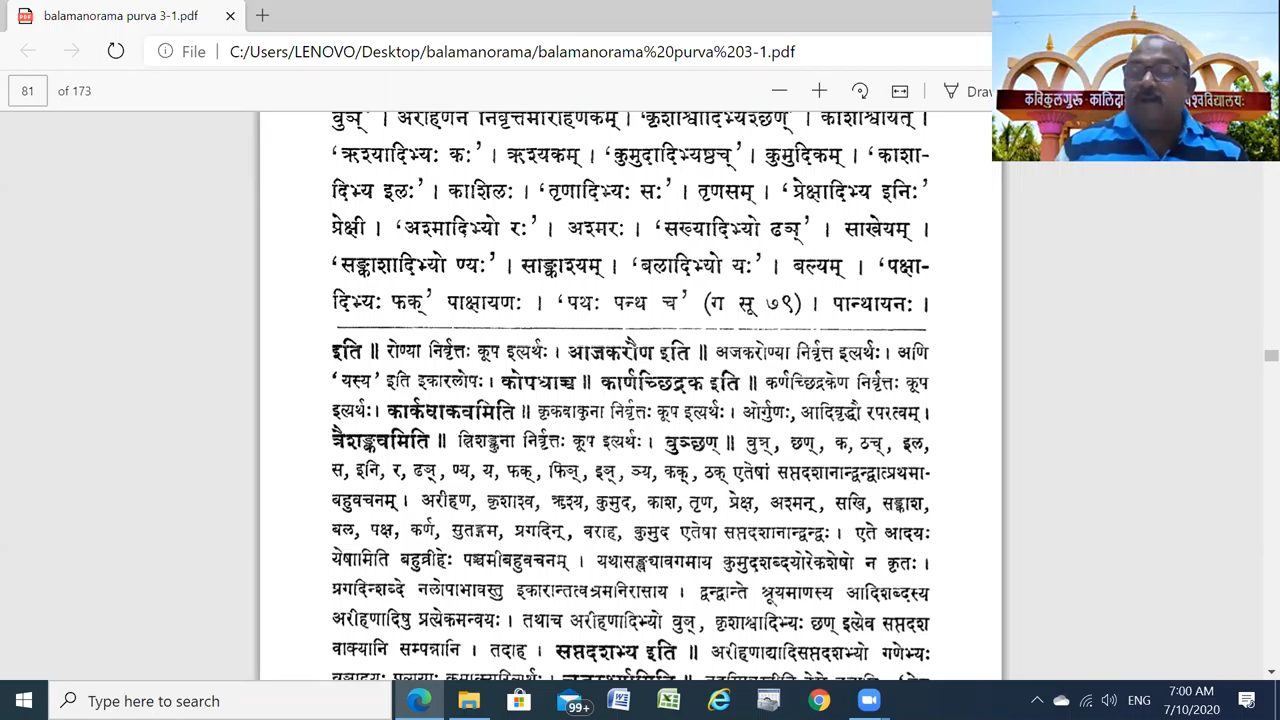 balamanorama purva 3-1.pdf
File
C:/Users/LENOVO/Desktop/balamanorama/balamanorama%20purva%203-1.pdf
81 of 173
Draw
कविकुलगुरु कालिदा श्वविद्यालयः
वुञ्' । अरीहणेन निर्वृत्तमारीहणकम् । 'कृशाश्वादिभ्यश्छण्' । कार्शाश्वीयम् ।
'ऋश्यादिभ्यः कः' । ऋश्यकम् । 'कुमुदादिभ्यष्ठच्' । कुमुदिकम् । 'काशा-
दिभ्य इलः' । काशिलः । 'तृणादिभ्यः सः' । तृणसम् । 'प्रेक्षादिभ्य इनिः'
प्रेक्षी । 'अश्मादिभ्यो रः' । अश्मरः । 'सख्यादिभ्यो ढञ्' । साखेयम् ।
'सङ्काशादिभ्यो ण्यः' । साङ्काश्यम् । 'बलादिभ्यो यः' । बल्यम् । 'पक्षा-
दिभ्यः फक्' पाक्षायणः । 'पथः पन्थ च' (ग सू ७९) । पान्थायनः ।
इति ॥ रोण्या निर्वृत्तः कूप इत्यर्थः । आजकरौण इति ॥ अजकरोण्या निर्वृत्त इत्यर्थः । अणि
'यस्य' इति इकारलोपः । कोपधाच्च ॥ कार्णच्छिद्रक इति ॥ कर्णच्छिद्रकेण निर्वृत्तः कूप
इत्यर्थः । कार्कवाकवमिति ॥ कृकवाकुना निर्वृत्तः कूप इत्यर्थः । ओर्गुणः, आदिवृद्धौ रपरत्वम् ।
त्रैशङ्कवमिति ॥ त्रिशङ्कुना निर्वृत्तः कूप इत्यर्थः । वुञ्छण् ॥ वुञ्, छण्, क, ठच्, इल,
स, इनि, र, ढञ्, ण्य, य, फक्, फिञ्, इञ्, ञ्य, कक्, ठक् एतेषां सप्तदशानान्द्वन्द्वात्प्रथमा-
बहुवचनम् । अरीहण, कृशाश्व, ऋश्य, कुमुद, काश, तृण, प्रेक्ष, अश्मन्, सखि, सङ्काश,
बल, पक्ष, कर्ण, सुतङ्गम, प्रगदिन्, वराह, कुमुद एतेषा सप्तदशानान्द्वन्द्वः । एते आदयः
येषामिति बहुव्रीहेः पञ्चमीबहुवचनम् । यथासङ्ख्यावगमाय कुमुदशब्दयोरेकशेषो न कृतः ।
प्रगदिन्शब्दे नलोपाभावस्तु इकारान्तत्वभ्रमनिरासाय । द्वन्द्वान्ते श्रूयमाणस्य आदिशब्दस्य
अरीहणादिषु प्रत्येकमन्वयः । तथाच अरीहणादिभ्यो वुञ्, कृशाश्वादिभ्यः छण् इत्येव सप्तदश
वाक्यानि सम्पन्नानि । तदाह । सप्तदशभ्य इति ॥ अरीहणाद्यादिसप्तदशभ्यो गणेभ्यः
Type here to search
99+
ENG
7:00 AM
7/10/2020